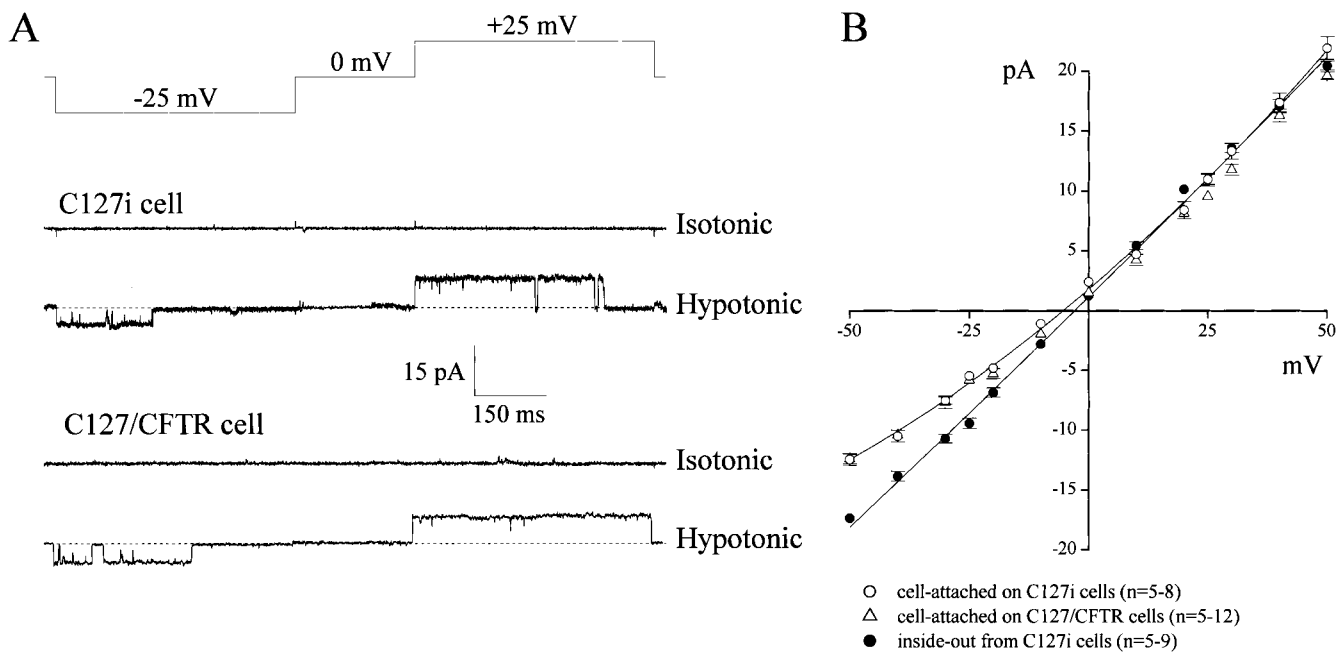 A
+25 mV
0 mV
-25 mV
C127i cell
Isotonic
Hypotonic
15 pA
150 ms
C127/CFTR cell
Isotonic
Hypotonic
B
pA
20
15
10
5
-50
-25
0
25
50
mV
-5
-10
-15
-20
cell-attached on C127i cells (n=5-8)
cell-attached on C127/CFTR cells (n=5-12)
inside-out from C127i cells (n=5-9)